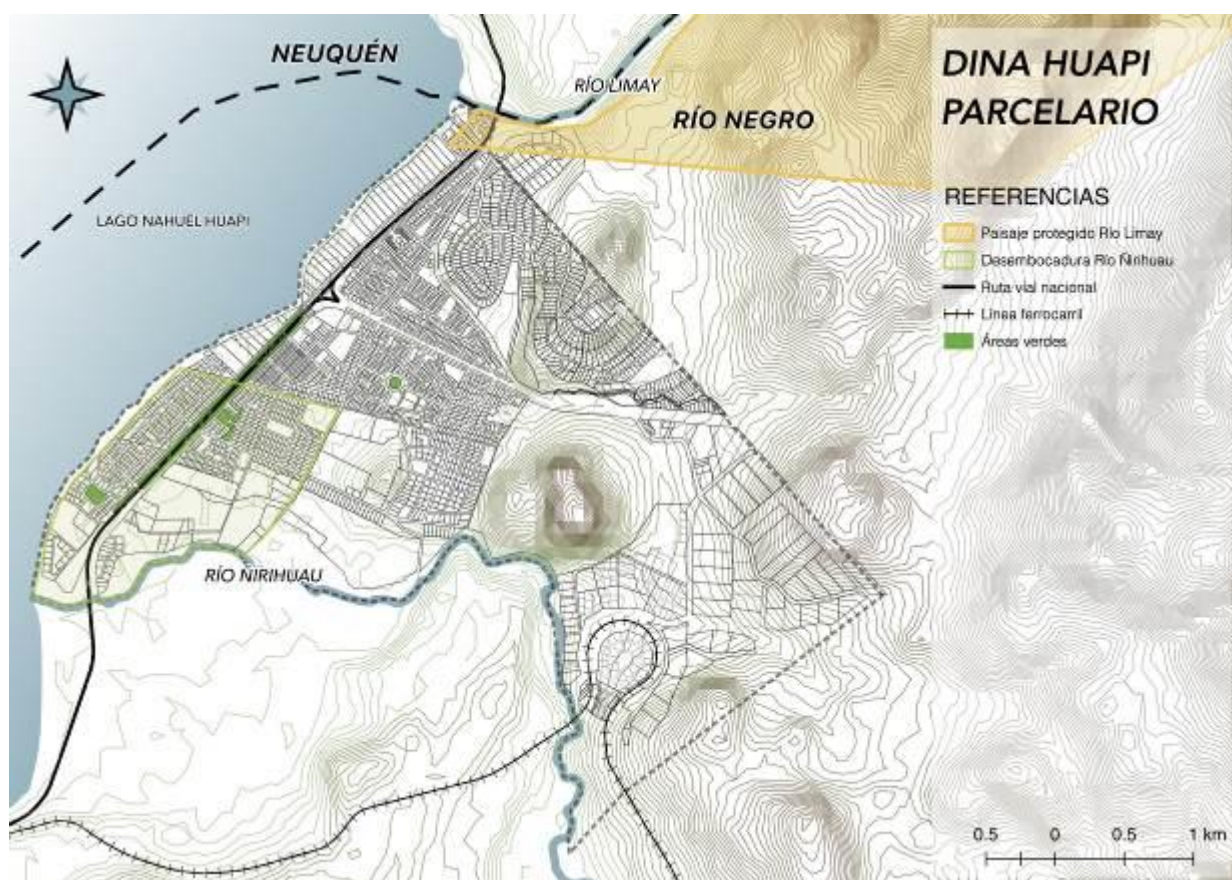 NEUQUÉN
RÍO LIMAY
RÍO NEGRO
LAGO NAHUEL HUAPI
RÍO NIRIHUAU
DINA HUAPI
PARCELARIO
REFERENCIAS
Paisaje protegido Río Limay
Desembocadura Río Ñirihuau
Ruta vial nacional
Línea ferrocarril
Áreas verdes
0.5 0 0.5 1 km